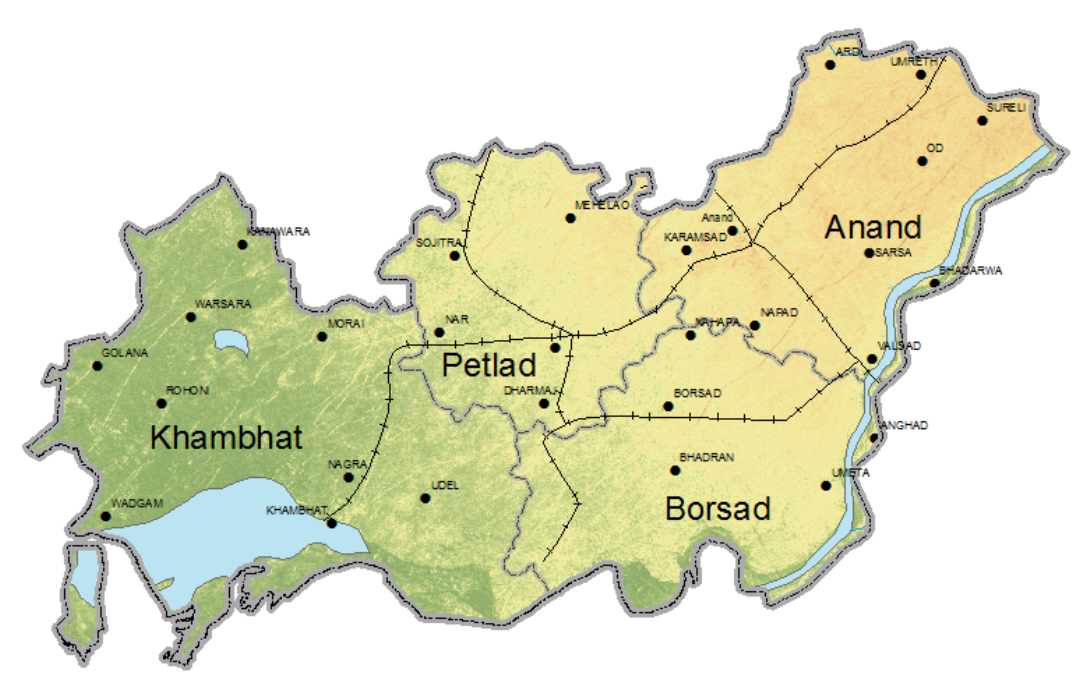 ARDI
UMRETH
SURELI
OD
MEHELAO
Anand
KARAMSAD
Anand
SARSA
KANAWARA
SOJITRA
BHADARWA
WARSARA
MORAI
NAR
VAHAPA
NAPAD
GOLANA
Petlad
VALSAD
ROHONI
DHARMAJ
BORSAD
Khambhat
ANGHAD
NAGRA
BHADRAN
UDEL
UMETA
WADGAM
KHAMBHAT
Borsad